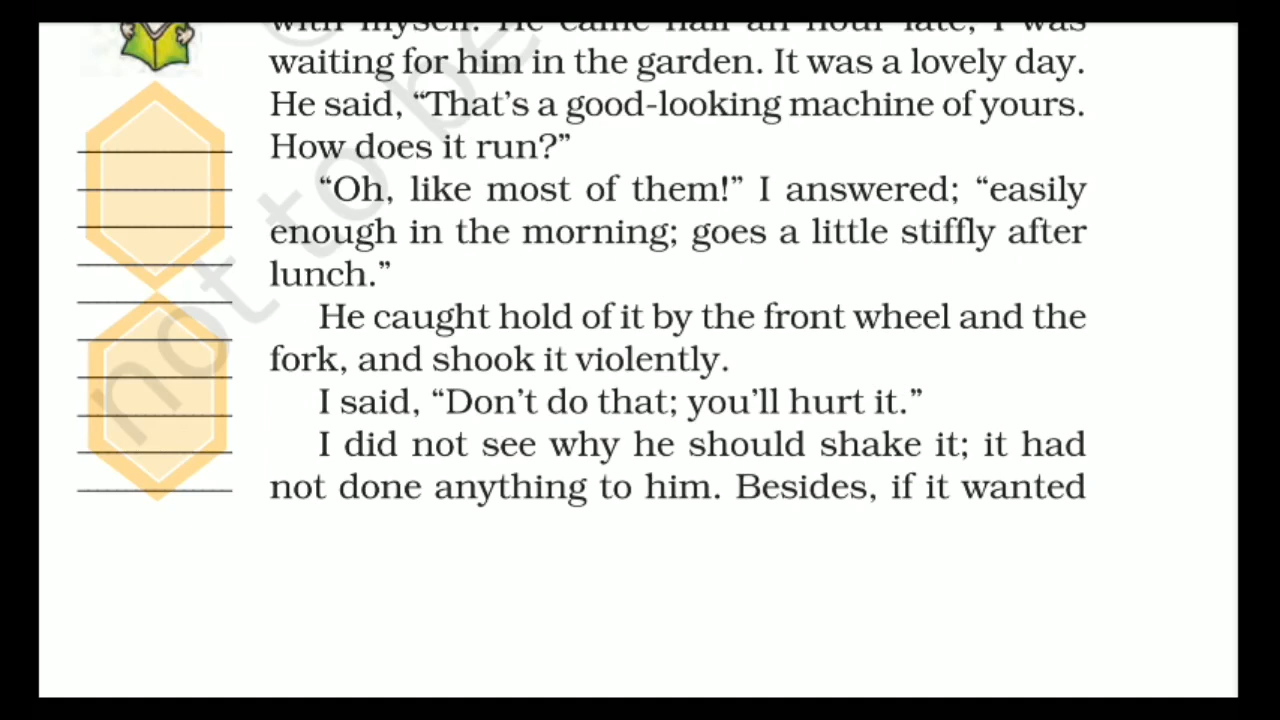 with myself. He came half an hour late, I was
waiting for him in the garden. It was a lovely day.
He said, “That’s a good-looking machine of yours.
How does it run?”
“Oh, like most of them!” I answered; “easily
enough in the morning; goes a little stiffly after
lunch.”
He caught hold of it by the front wheel and the
fork, and shook it violently.
I said, “Don’t do that; you’ll hurt it.”
I did not see why he should shake it; it had
not done anything to him. Besides, if it wanted
not to be